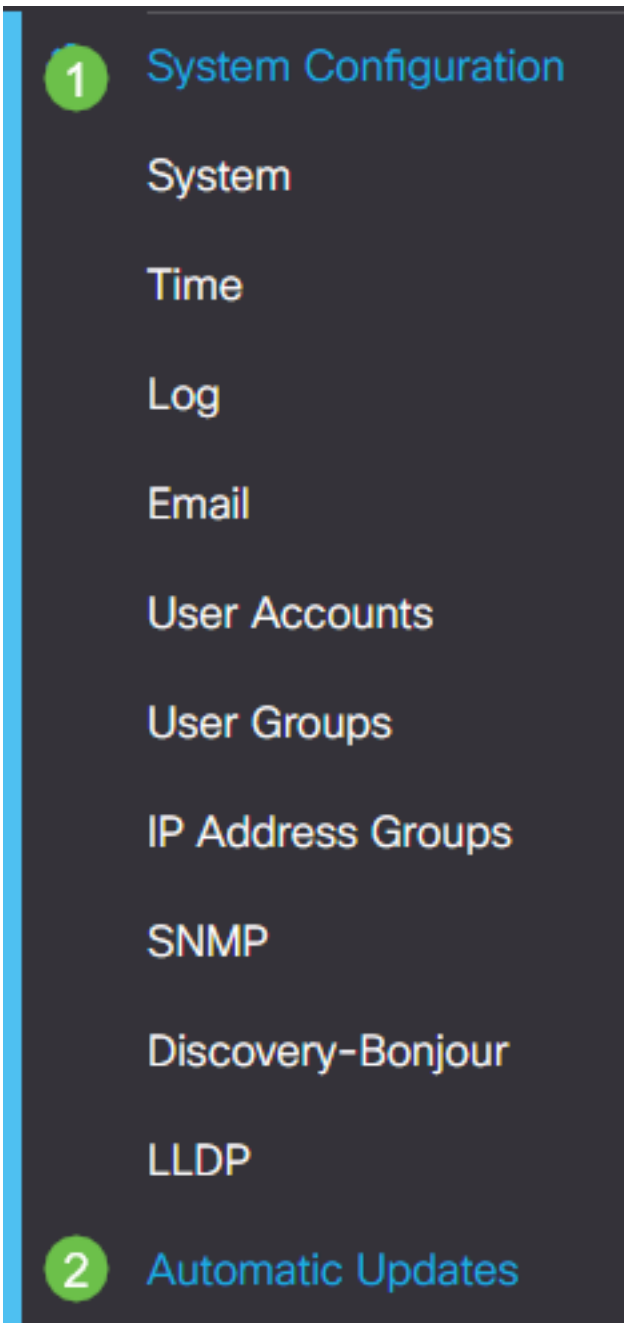 1 System Configuration
System
Time
Log
Email
User Accounts
User Groups
IP Address Groups
SNMP
Discovery-Bonjour
LLDP
2 Automatic Updates